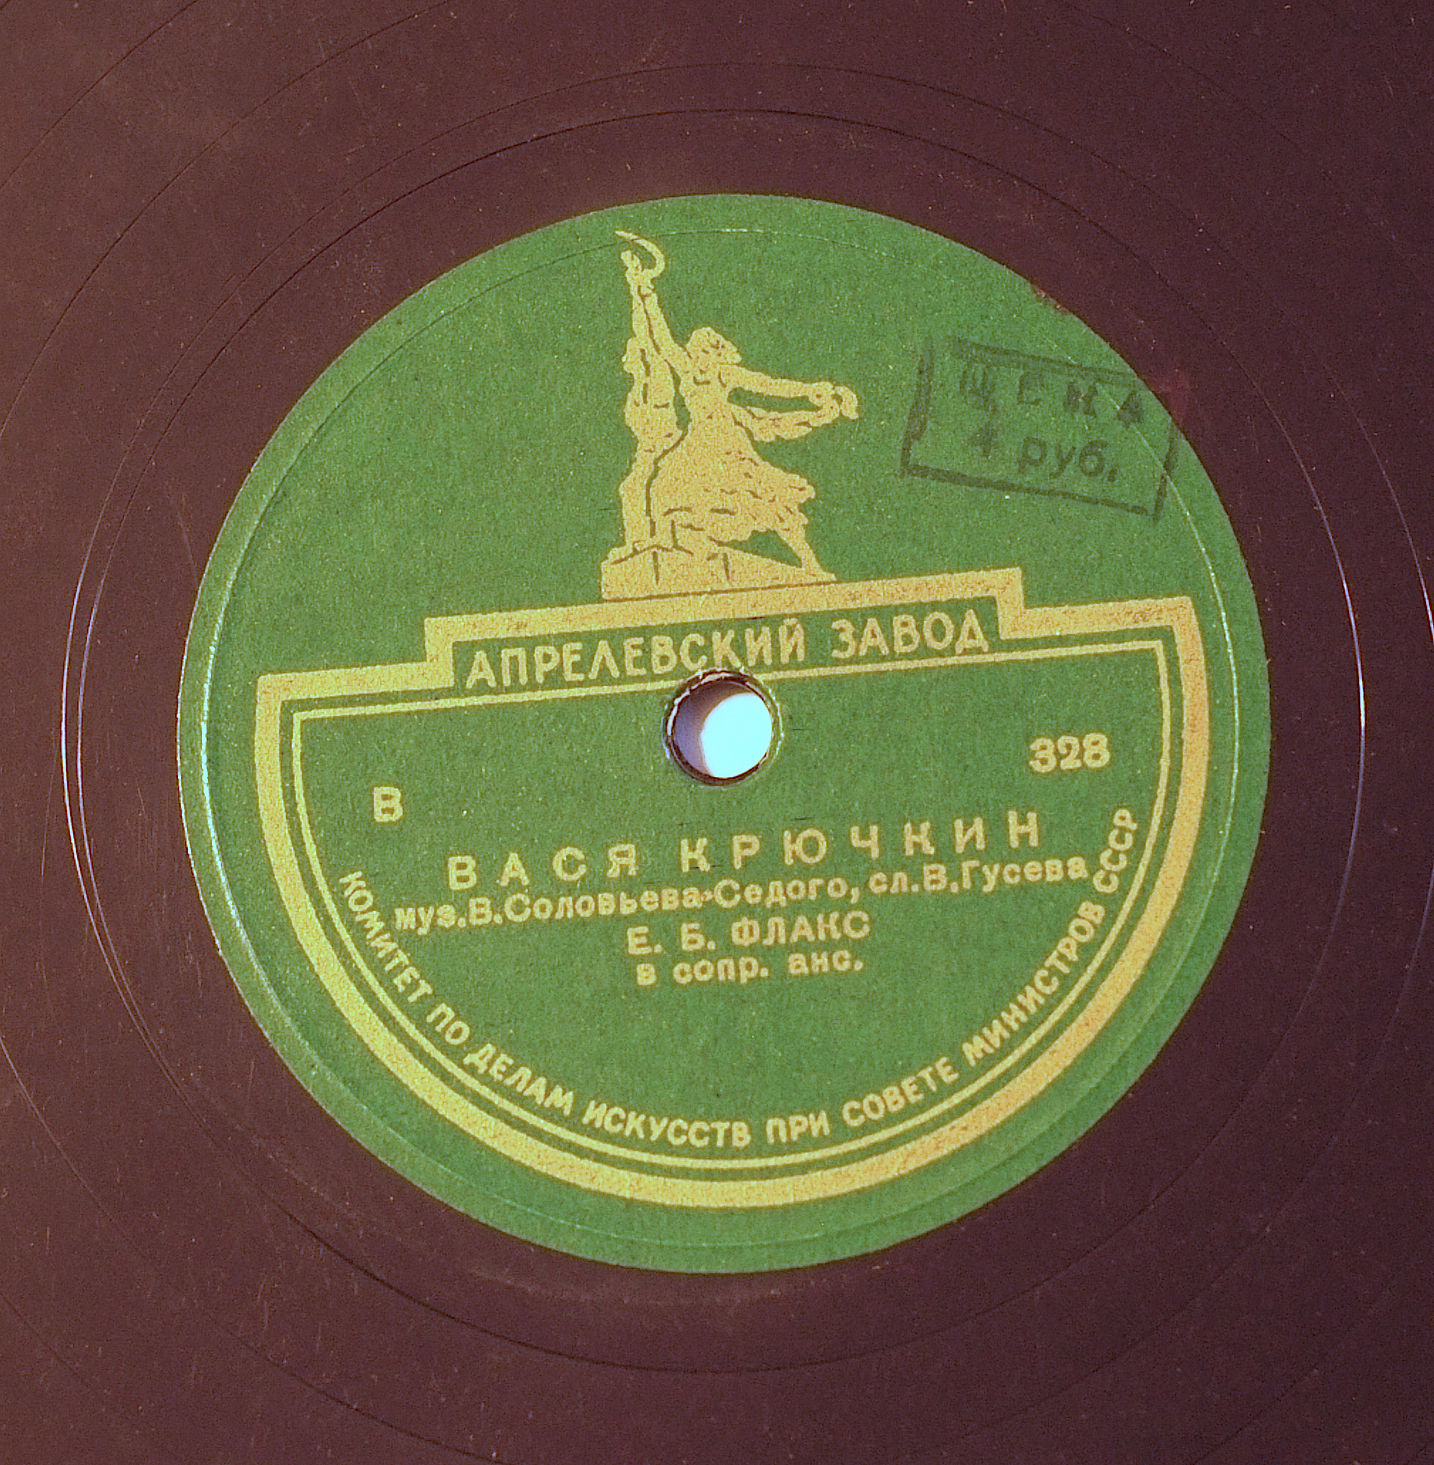 ЦЕНА
4 руб.
АПРЕЛЕВСКИЙ ЗАВОД
В
328
ВАСЯ КРЮЧКИН
муз.В.Соловьева-Седого, сл.В.Гусева
Е. Б. ФЛАКС
в сопр. анс.
КОМИТЕТ ПО ДЕЛАМ ИСКУССТВ ПРИ СОВЕТЕ МИНИСТРОВ СССР